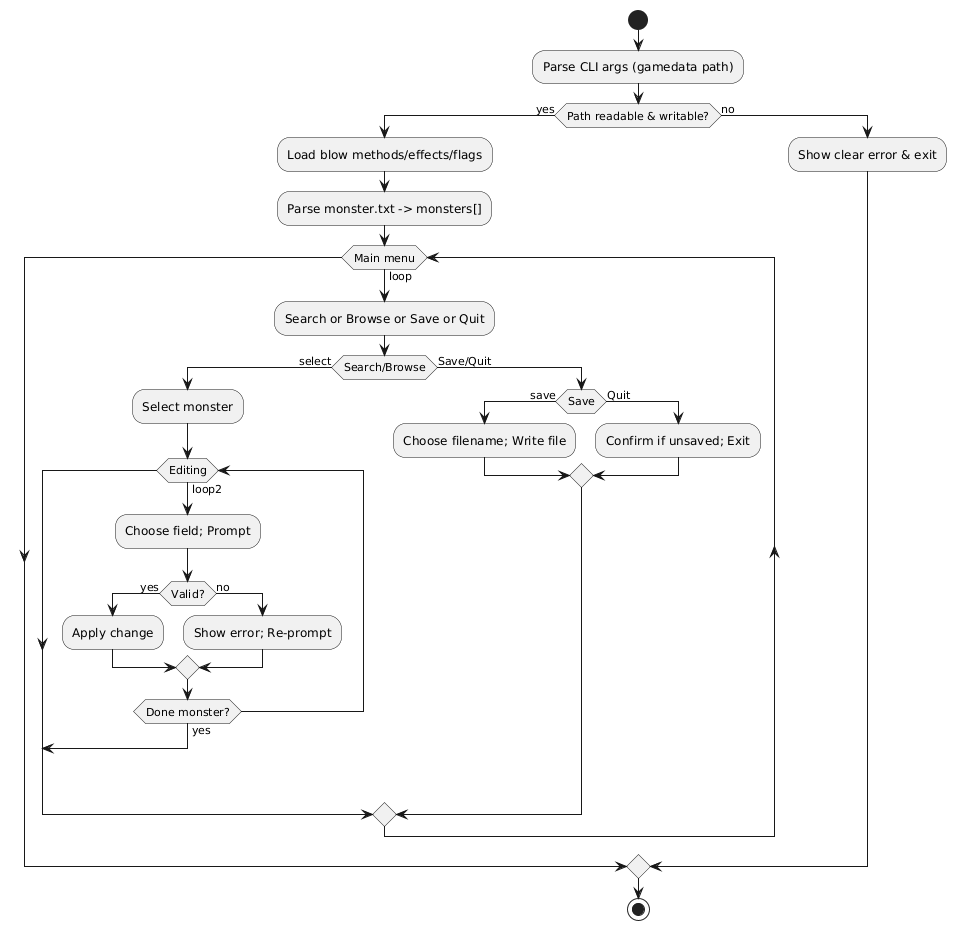 Parse CLI args (gamedata path)
yes
Path readable & writable?
no
Load blow methods/effects/flags
Show clear error & exit
Parse monster.txt -> monsters[]
Main menu
loop
Search or Browse or Save or Quit
select
Search/Browse
Save/Quit
Select monster
save
Save
Quit
Choose filename; Write file
Confirm if unsaved; Exit
Editing
loop2
Choose field; Prompt
yes
Valid?
no
Apply change
Show error; Re-prompt
Done monster?
yes